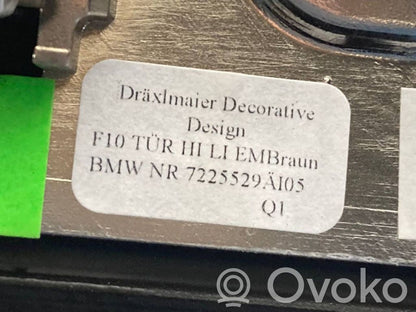 Dräxlmaier Decorative
Design
F10 TÜR HI LI EMBraun
BMW NR 7225529ÄI05
Q1
Ovoko